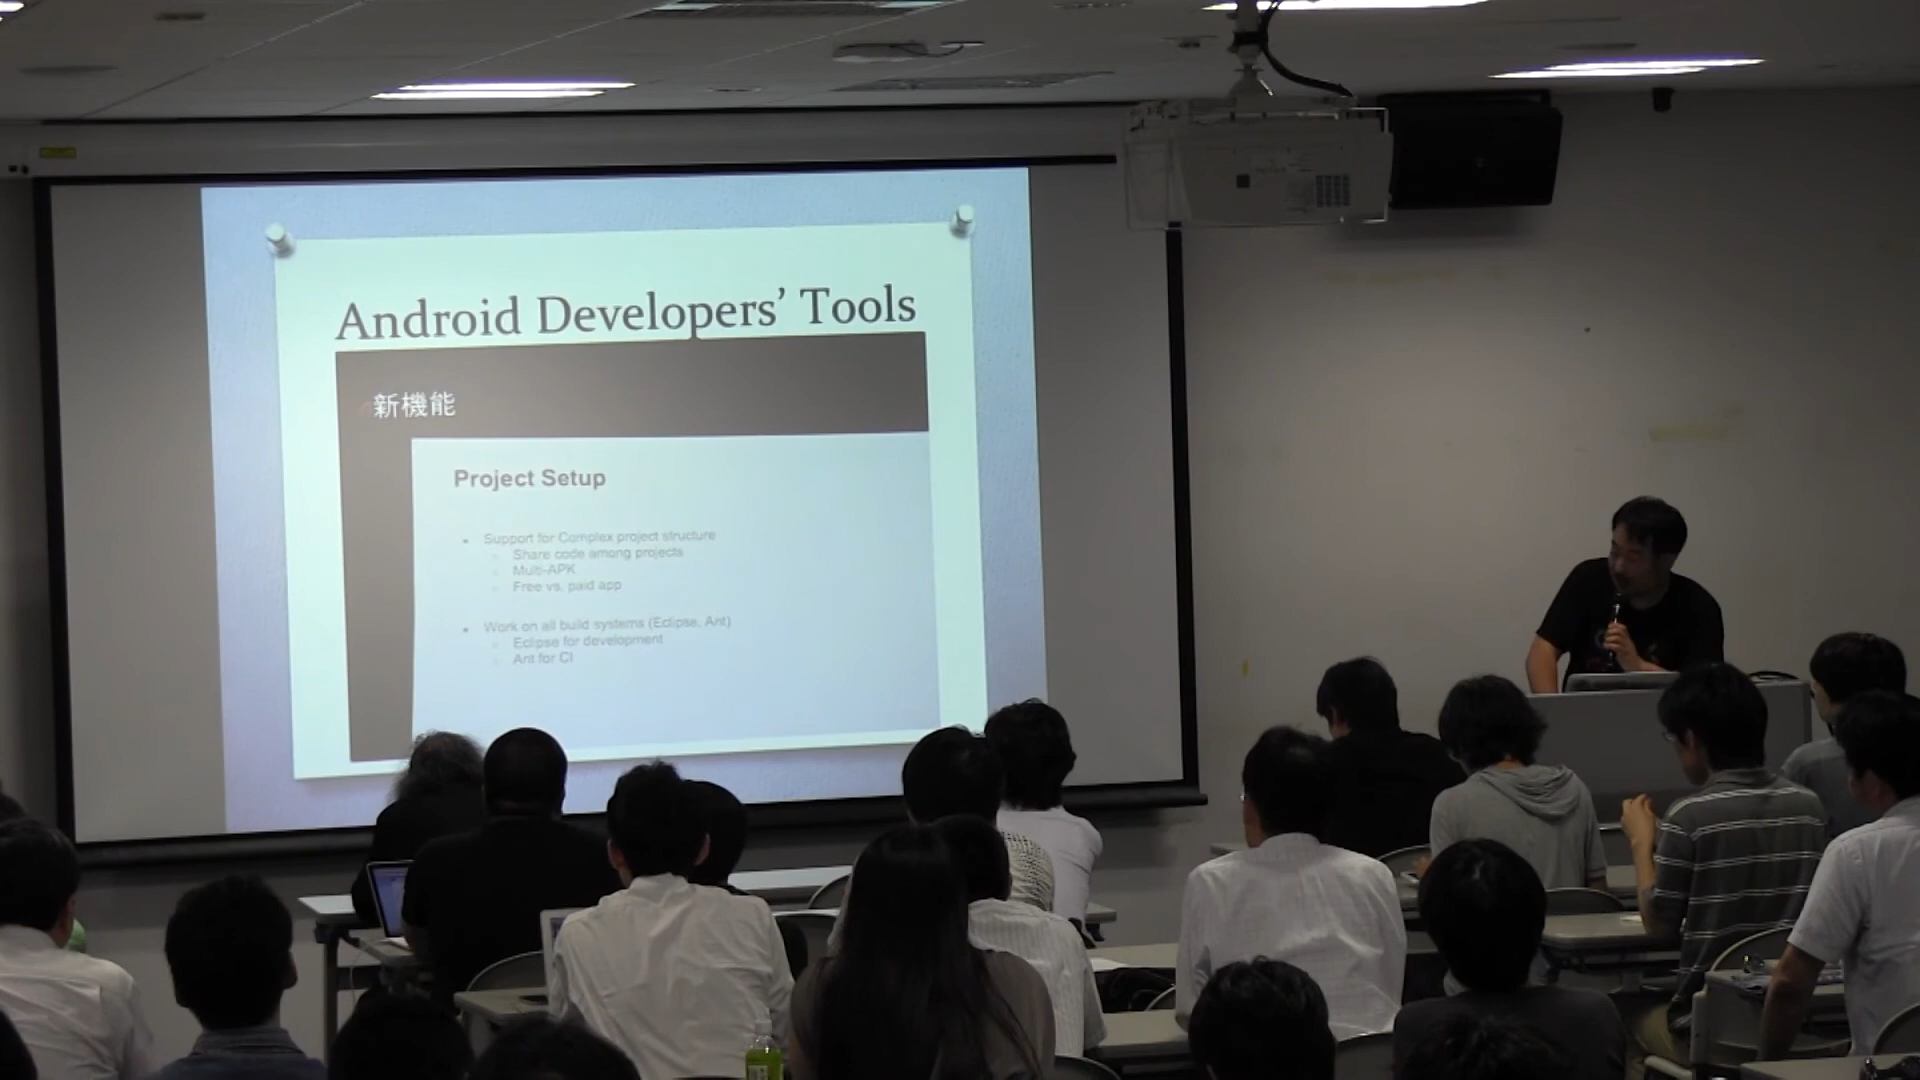 Android Developers' Tools
新機能
Project Setup
Support for Complex project structure
Share code among projects
Multi-APK
Free vs. paid app
Work on all build systems (Eclipse, Ant)
Eclipse for development
Ant for CI